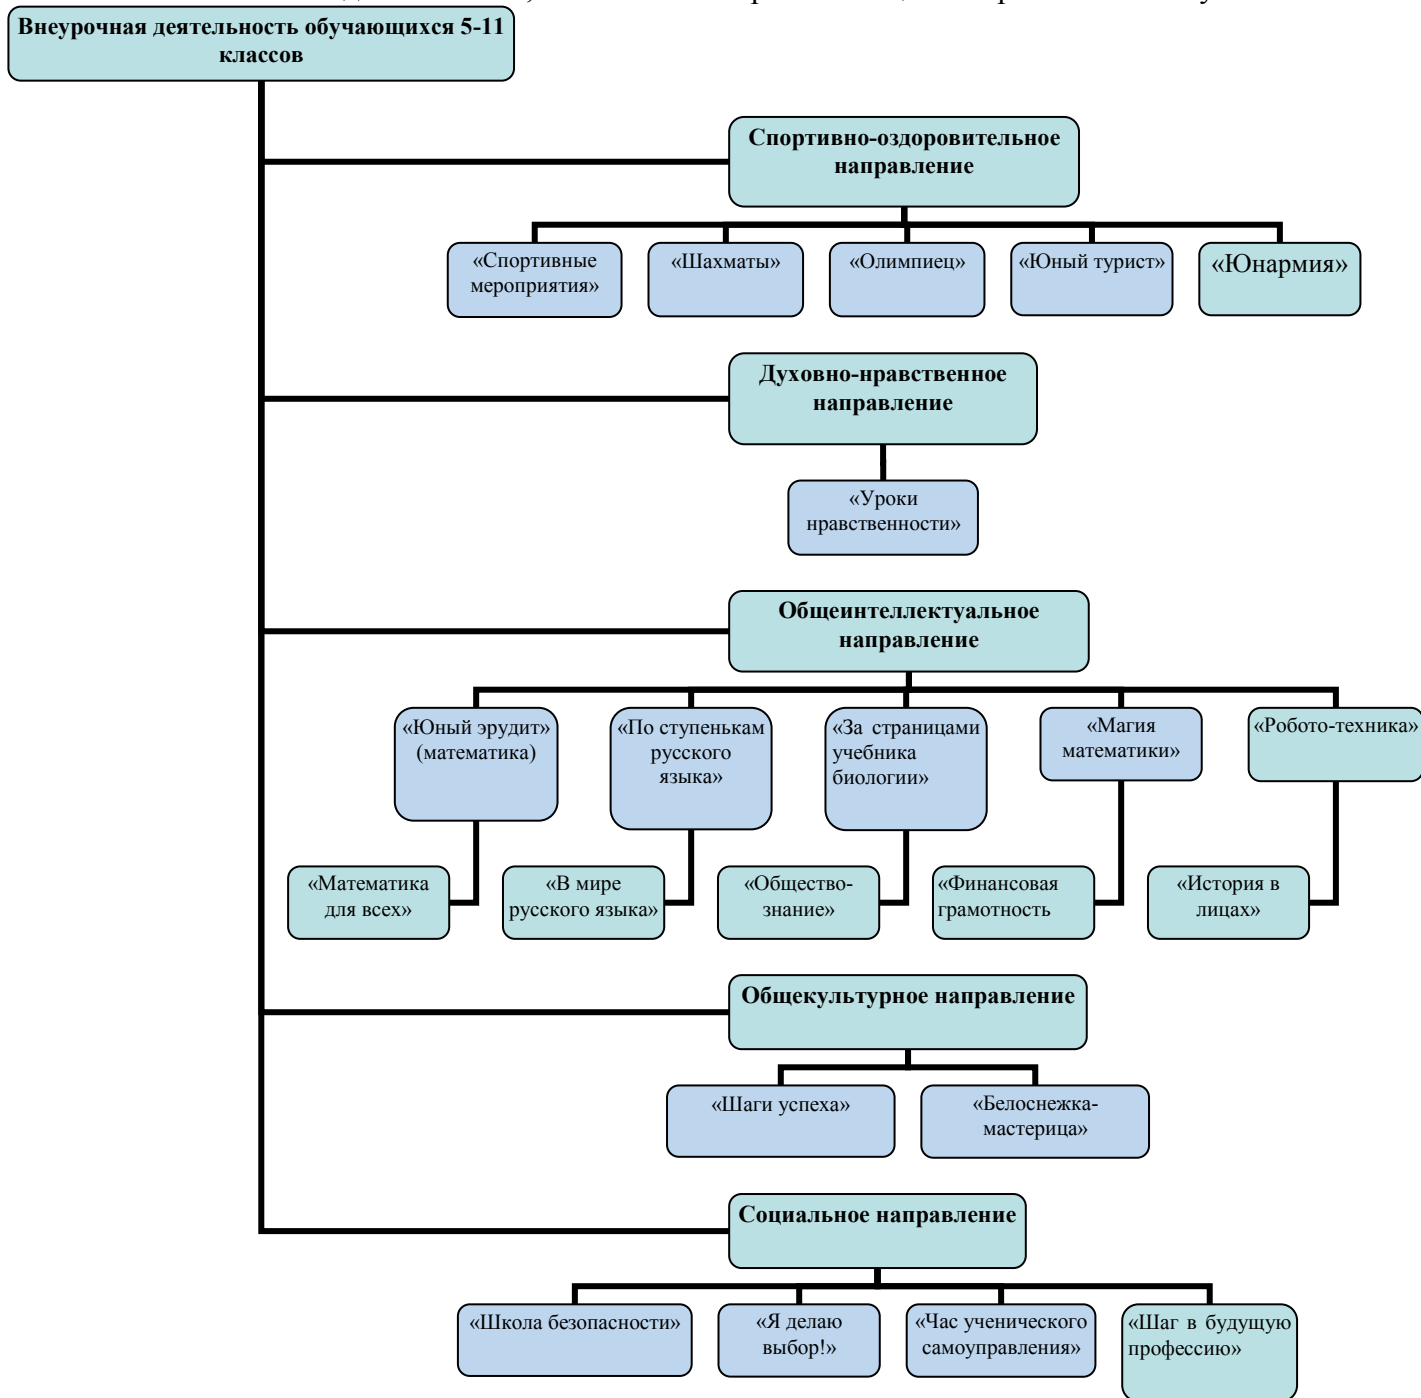 Внеурочная деятельность обучающихся 5-11
классов
Спортивно-оздоровительное
направление
«Спортивные
мероприятия»
«Шахматы»
«Олимпиец»
«Юный турист»
«Юнармия»
Духовно-нравственное
направление
«Уроки
нравственности»
Общеинтеллектуальное
направление
«Юный эрудит»
(математика)
«По ступенькам
русского
языка»
«За страницами
учебника
биологии»
«Магия
математики»
«Робото-техника»
«Математика
для всех»
«В мире
русского языка»
«Общество-
знание»
«Финансовая
грамотность
«История в
лицах»
Общекультурное направление
«Шаги успеха»
«Белоснежка-
мастерица»
Социальное направление
«Школа безопасности»
«Я делаю
выбор!»
«Час ученического
самоуправления»
«Шаг в будущую
профессию»